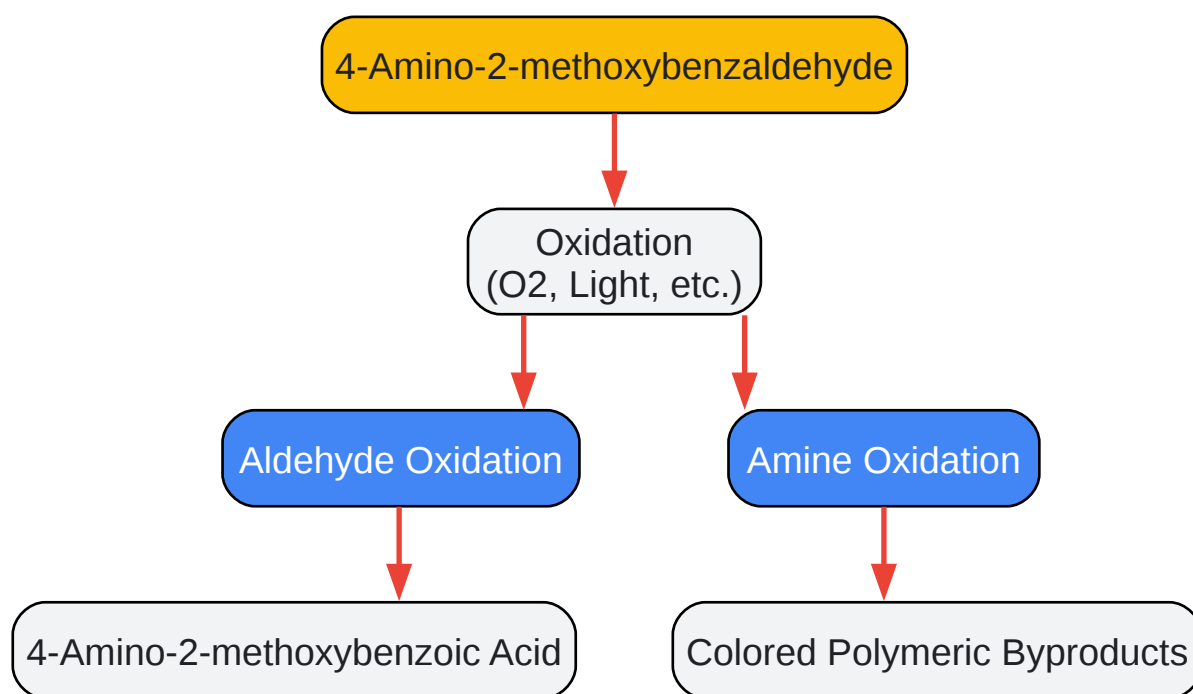 4-Amino-2-methoxybenzaldehyde
Oxidation
(O2, Light, etc.)
Aldehyde Oxidation
Amine Oxidation
4-Amino-2-methoxybenzoic Acid
Colored Polymeric Byproducts